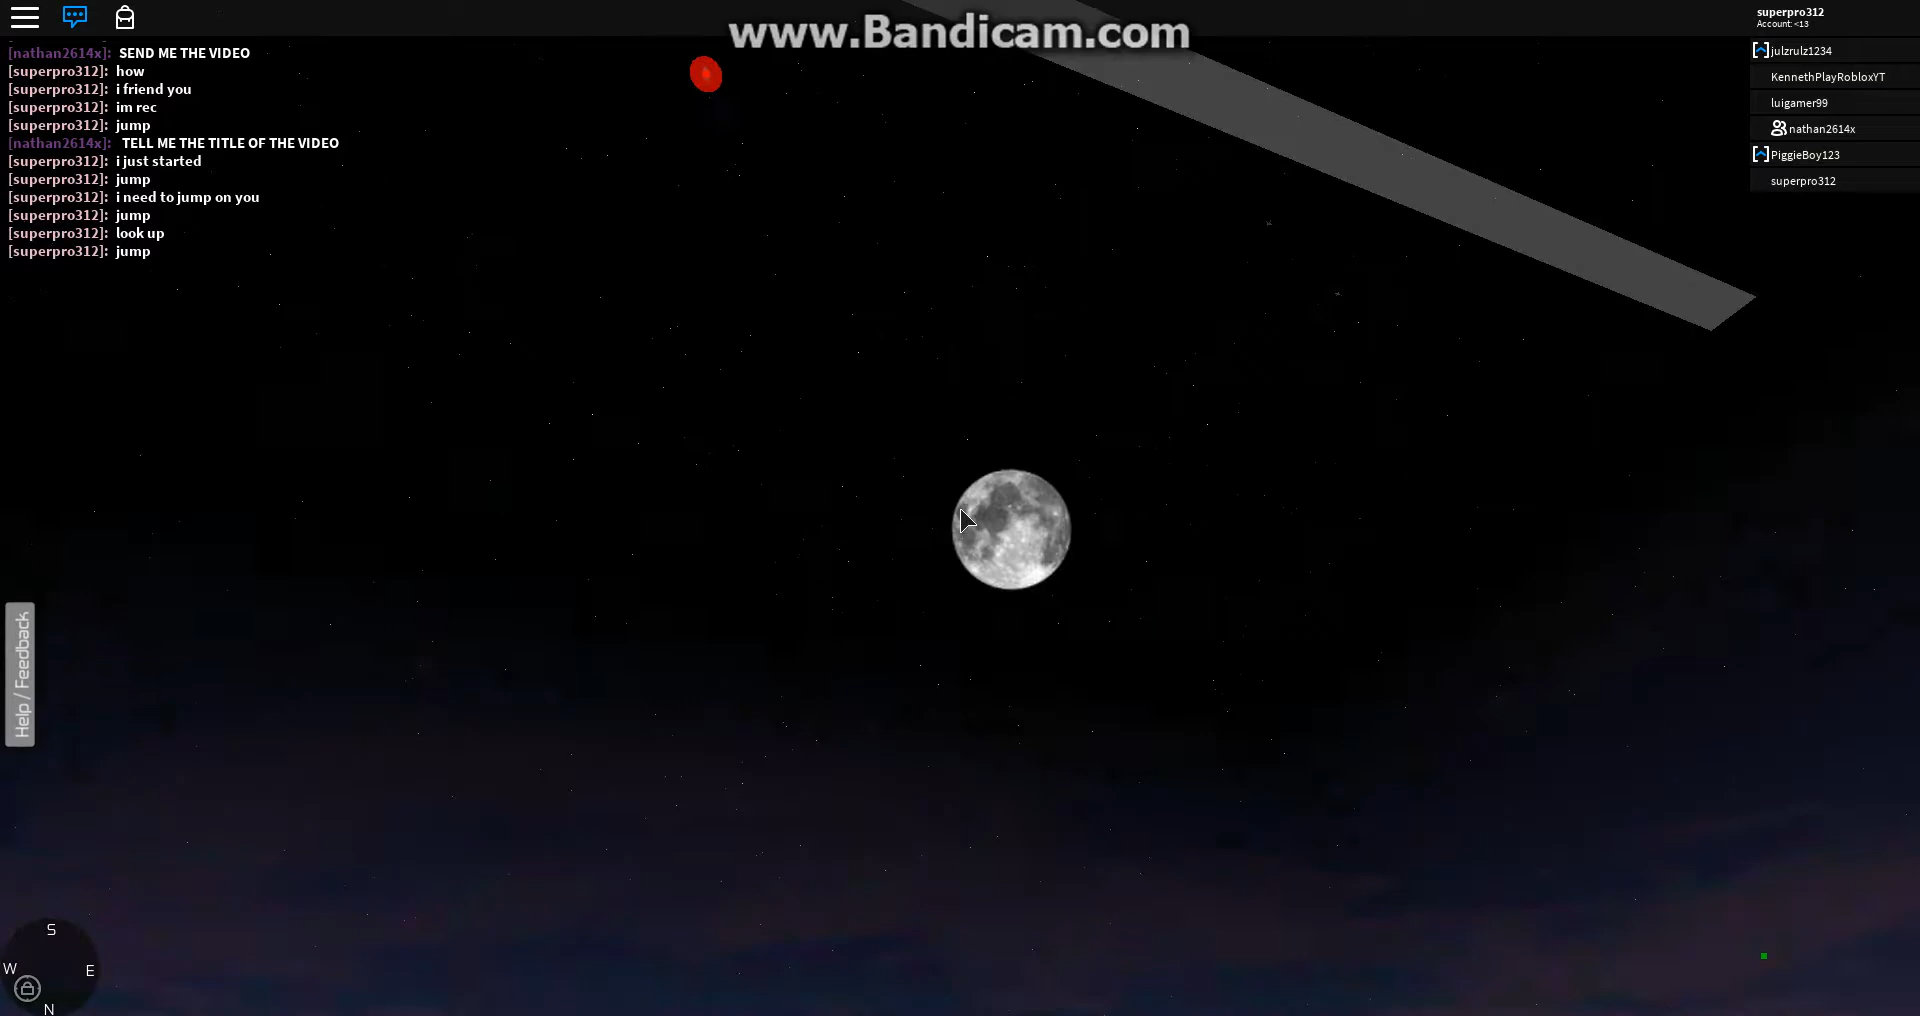 www.Bandicam.com
superpro312
Account: <13
[nathan2614x]: SEND ME THE VIDEO
[superpro312]: how
[superpro312]: i friend you
[superpro312]: im rec
[superpro312]: jump
[nathan2614x]: TELL ME THE TITLE OF THE VIDEO
[superpro312]: i just started
[superpro312]: jump
[superpro312]: i need to jump on you
[superpro312]: jump
[superpro312]: look up
[superpro312]: jump
julzrulz1234
KennethPlayRobloxYT
luigamer99
nathan2614x
PiggieBoy123
superpro312
Help / Feedback
S
W
E
N